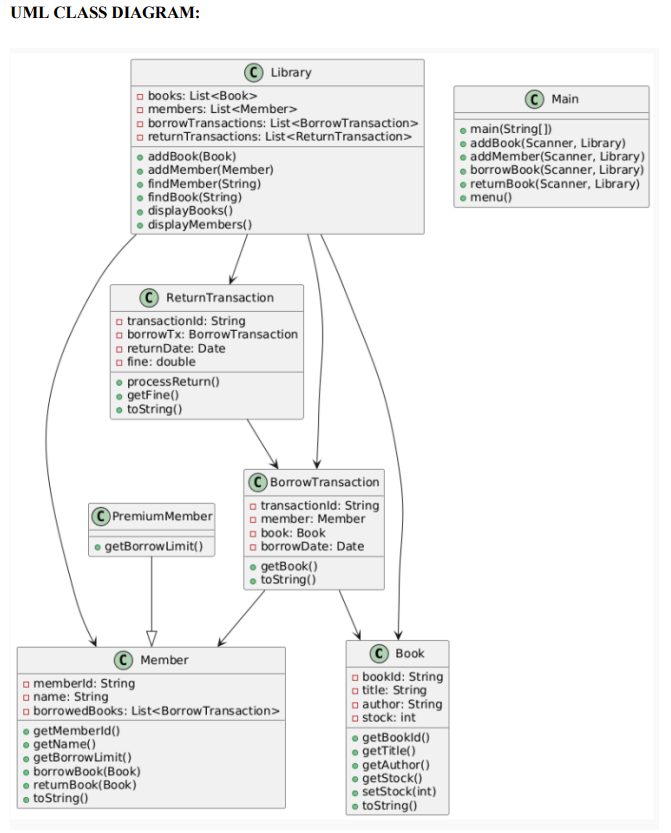 UML CLASS DIAGRAM:
C Library
books: List<Book>
members: List<Member>
borrowTransactions: List<BorrowTransaction>
returnTransactions: List<ReturnTransaction>
addBook(Book)
addMember(Member)
findMember(String)
findBook(String)
displayBooks()
displayMembers()
C Main
main(String[])
addBook(Scanner, Library)
addMember(Scanner, Library)
borrowBook(Scanner, Library)
returnBook(Scanner, Library)
menu()
C ReturnTransaction
transactionId: String
borrowTx: BorrowTransaction
returnDate: Date
fine: double
processReturn()
getFine()
toString()
C BorrowTransaction
transactionId: String
member: Member
book: Book
borrowDate: Date
getBook()
toString()
C PremiumMember
getBorrowLimit()
C Member
memberId: String
name: String
borrowedBooks: List<BorrowTransaction>
getMemberId()
getName()
getBorrowLimit()
borrowBook(Book)
returnBook(Book)
toString()
C Book
bookId: String
title: String
author: String
stock: int
getBookId()
getTitle()
getAuthor()
getStock()
setStock(int)
toString()